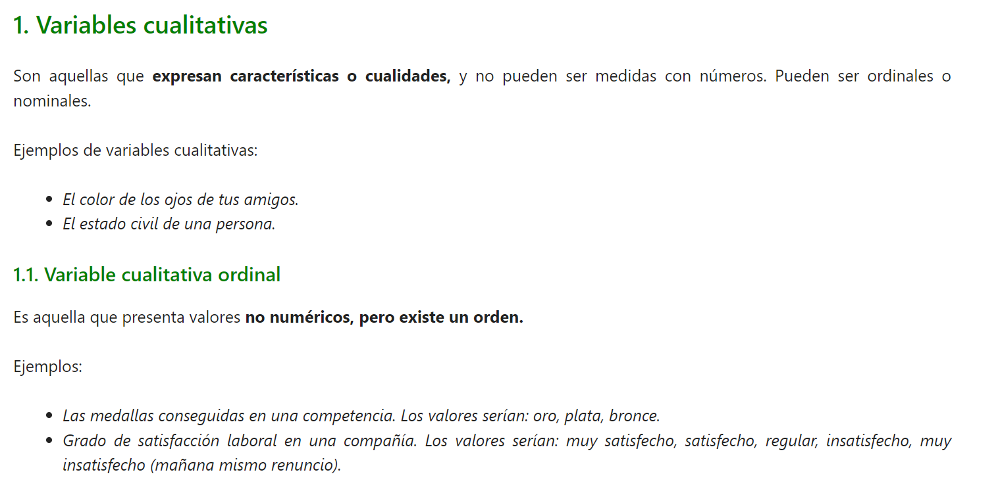 1. Variables cualitativas
Son aquellas que expresan características o cualidades, y no pueden ser medidas con números. Pueden ser ordinales o
nominales.
Ejemplos de variables cualitativas:
• El color de los ojos de tus amigos.
• El estado civil de una persona.
1.1. Variable cualitativa ordinal
Es aquella que presenta valores no numéricos, pero existe un orden.
Ejemplos:
• Las medallas conseguidas en una competencia. Los valores serían: oro, plata, bronce.
• Grado de satisfacción laboral en una compañía. Los valores serían: muy satisfecho, satisfecho, regular, insatisfecho, muy
insatisfecho (mañana mismo renuncio).